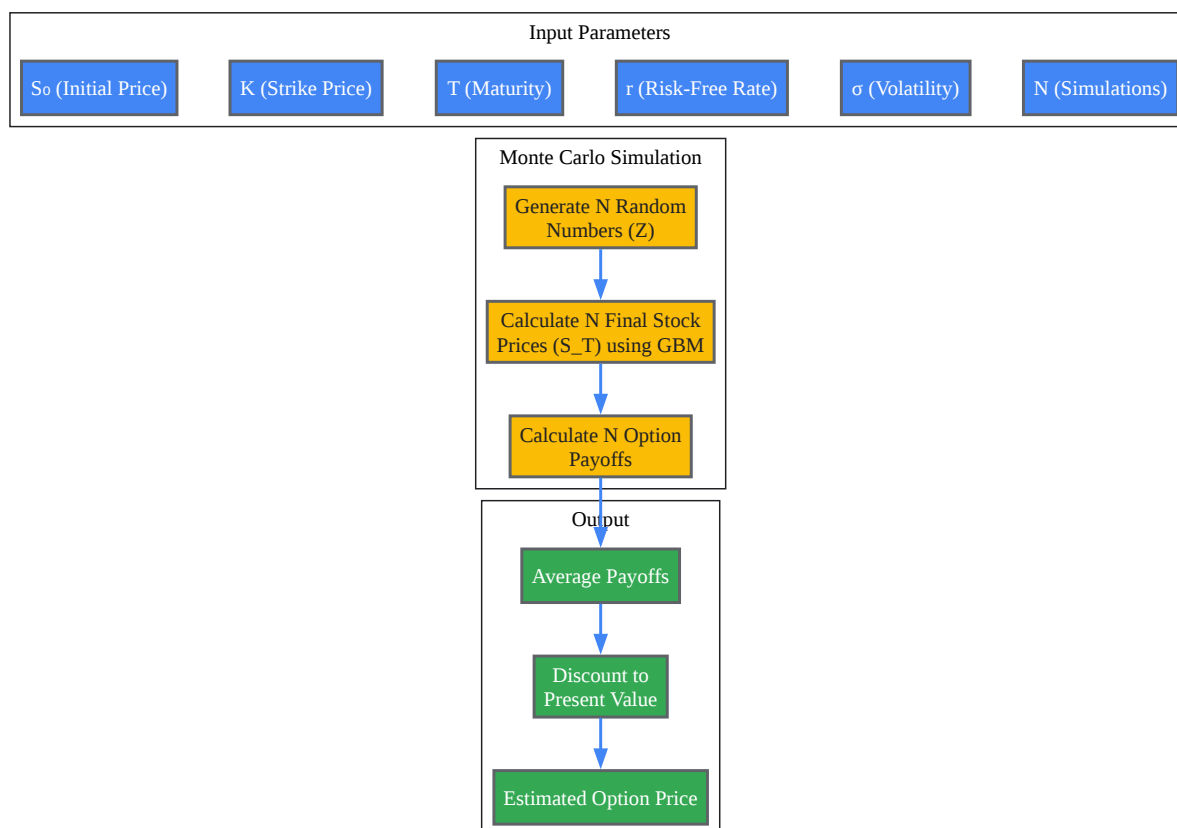 Input Parameters
S₀ (Initial Price)
K (Strike Price)
T (Maturity)
r (Risk-Free Rate)
σ (Volatility)
N (Simulations)
Monte Carlo Simulation
Generate N Random
Numbers (Z)
Calculate N Final Stock
Prices (S_T) using GBM
Calculate N Option
Payoffs
Output
Average Payoffs
Discount to
Present Value
Estimated Option Price